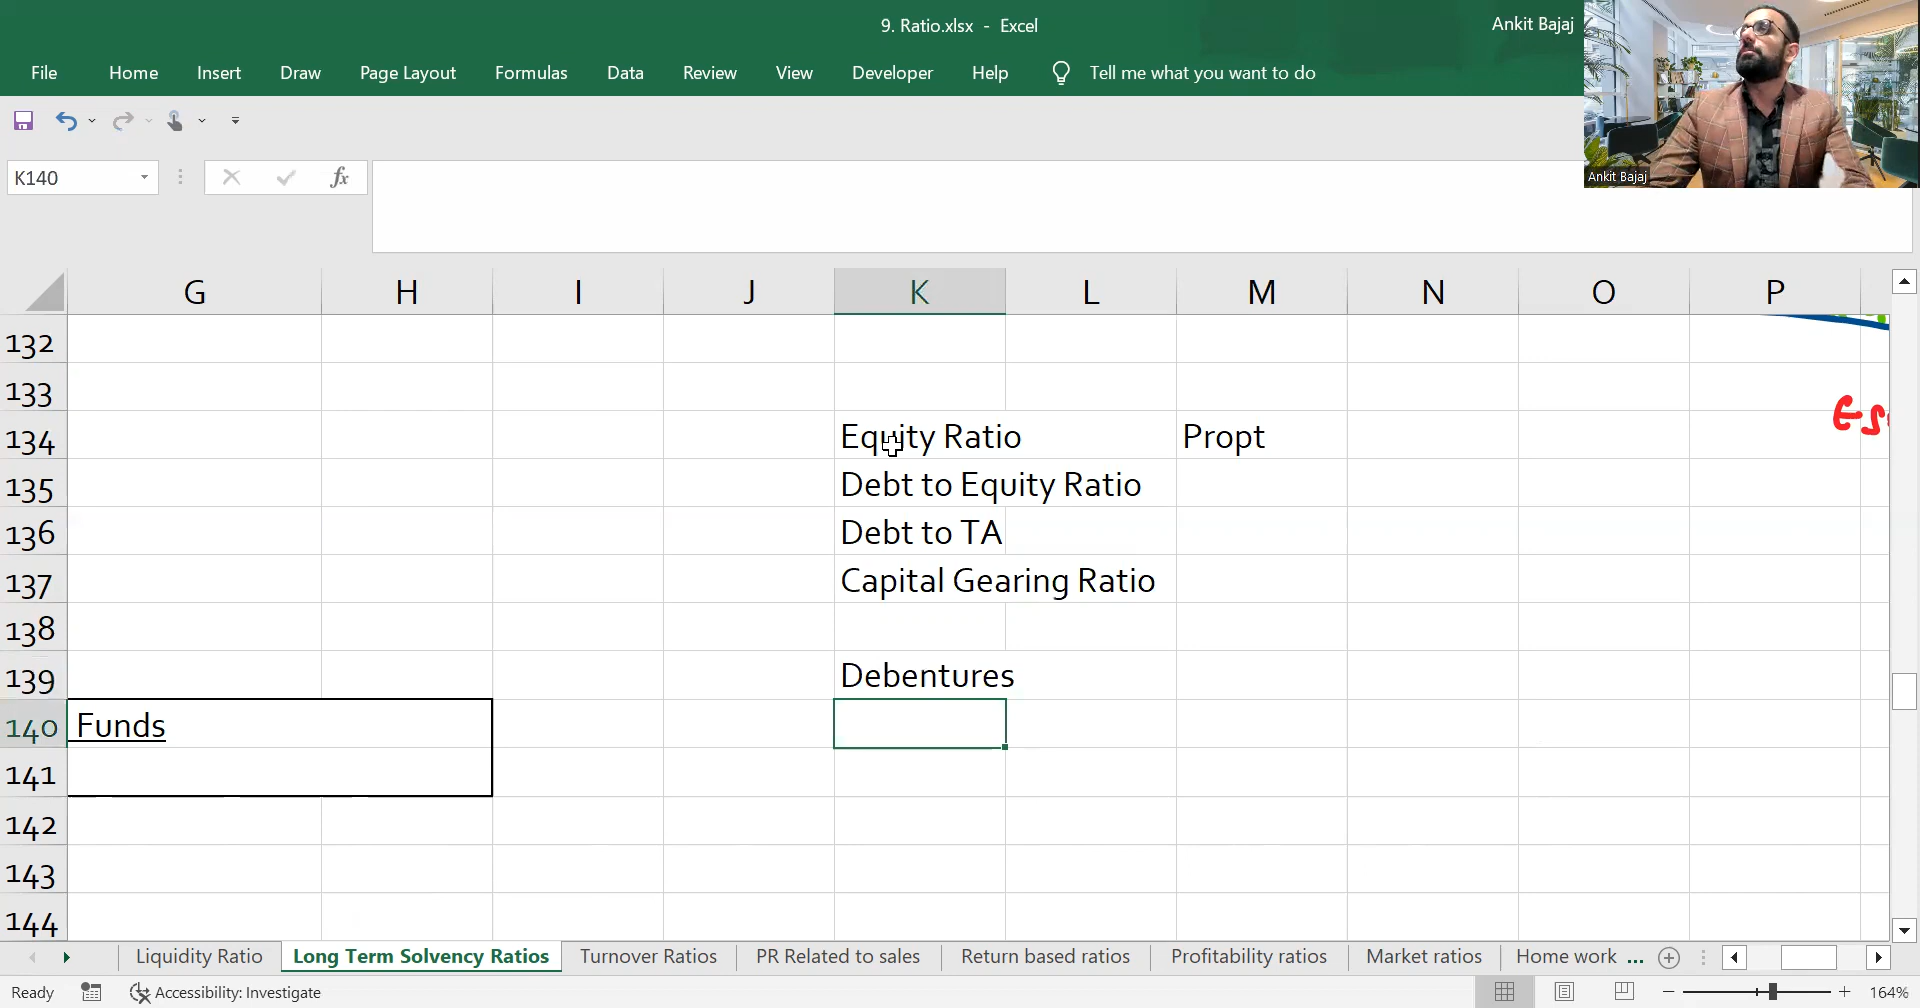 9. Ratio.xlsx - Excel
Ankit Bajaj
File Home Insert Draw Page Layout Formulas Data Review View Developer Help Tell me what you want to do
Ankit Bajaj
K140 fx
G H I J K L M N O P
132
133
134 Equity Ratio Propt
135 Debt to Equity Ratio
136 Debt to TA
137 Capital Gearing Ratio
138
139 Debentures
140 Funds
141
142
143
144
Liquidity Ratio Long Term Solvency Ratios Turnover Ratios PR Related to sales Return based ratios Profitability ratios Market ratios Home work ...
Ready Accessibility: Investigate 164%